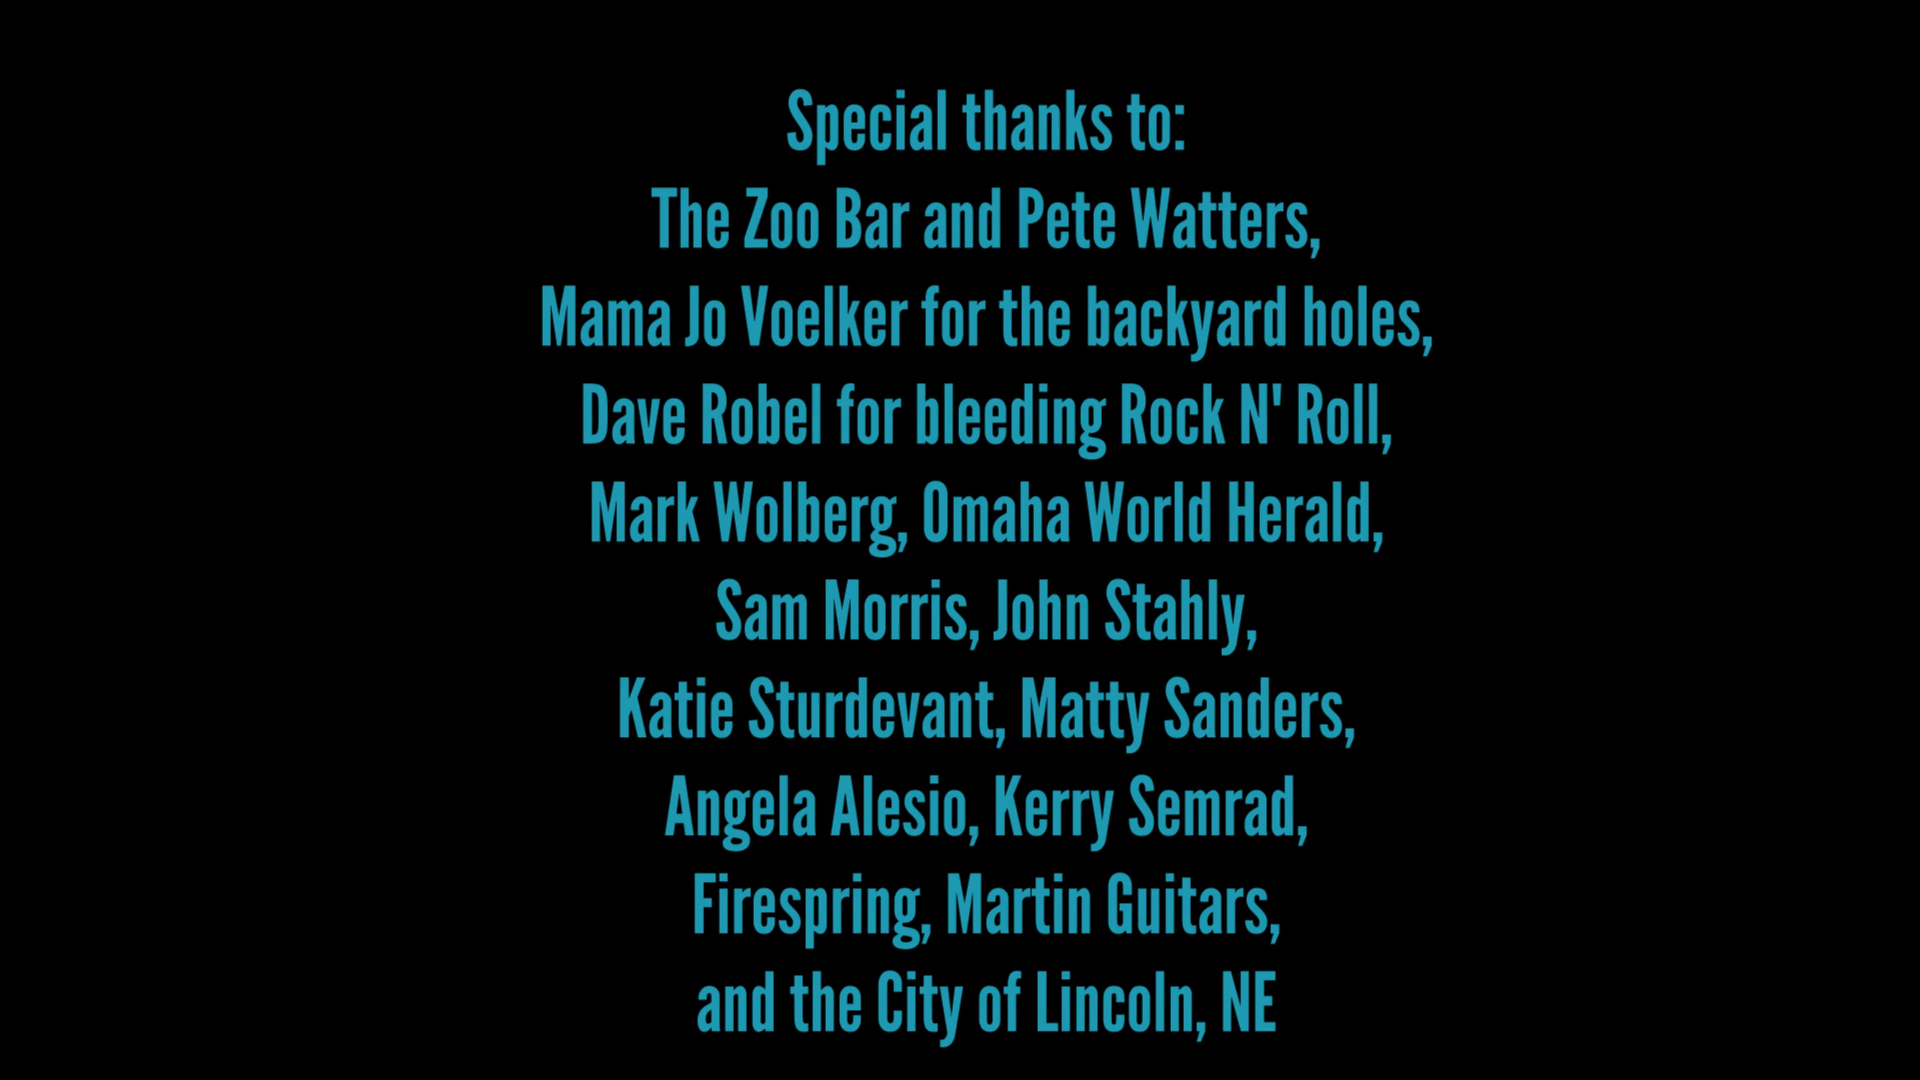 Special thanks to:
The Zoo Bar and Pete Watters,
Mama Jo Voelker for the backyard holes,
Dave Robel for bleeding Rock N' Roll,
Mark Wolberg, Omaha World Herald,
Sam Morris, John Stahly,
Katie Sturdevant, Matty Sanders,
Angela Alesio, Kerry Semrad,
Firespring, Martin Guitars,
and the City of Lincoln, NE